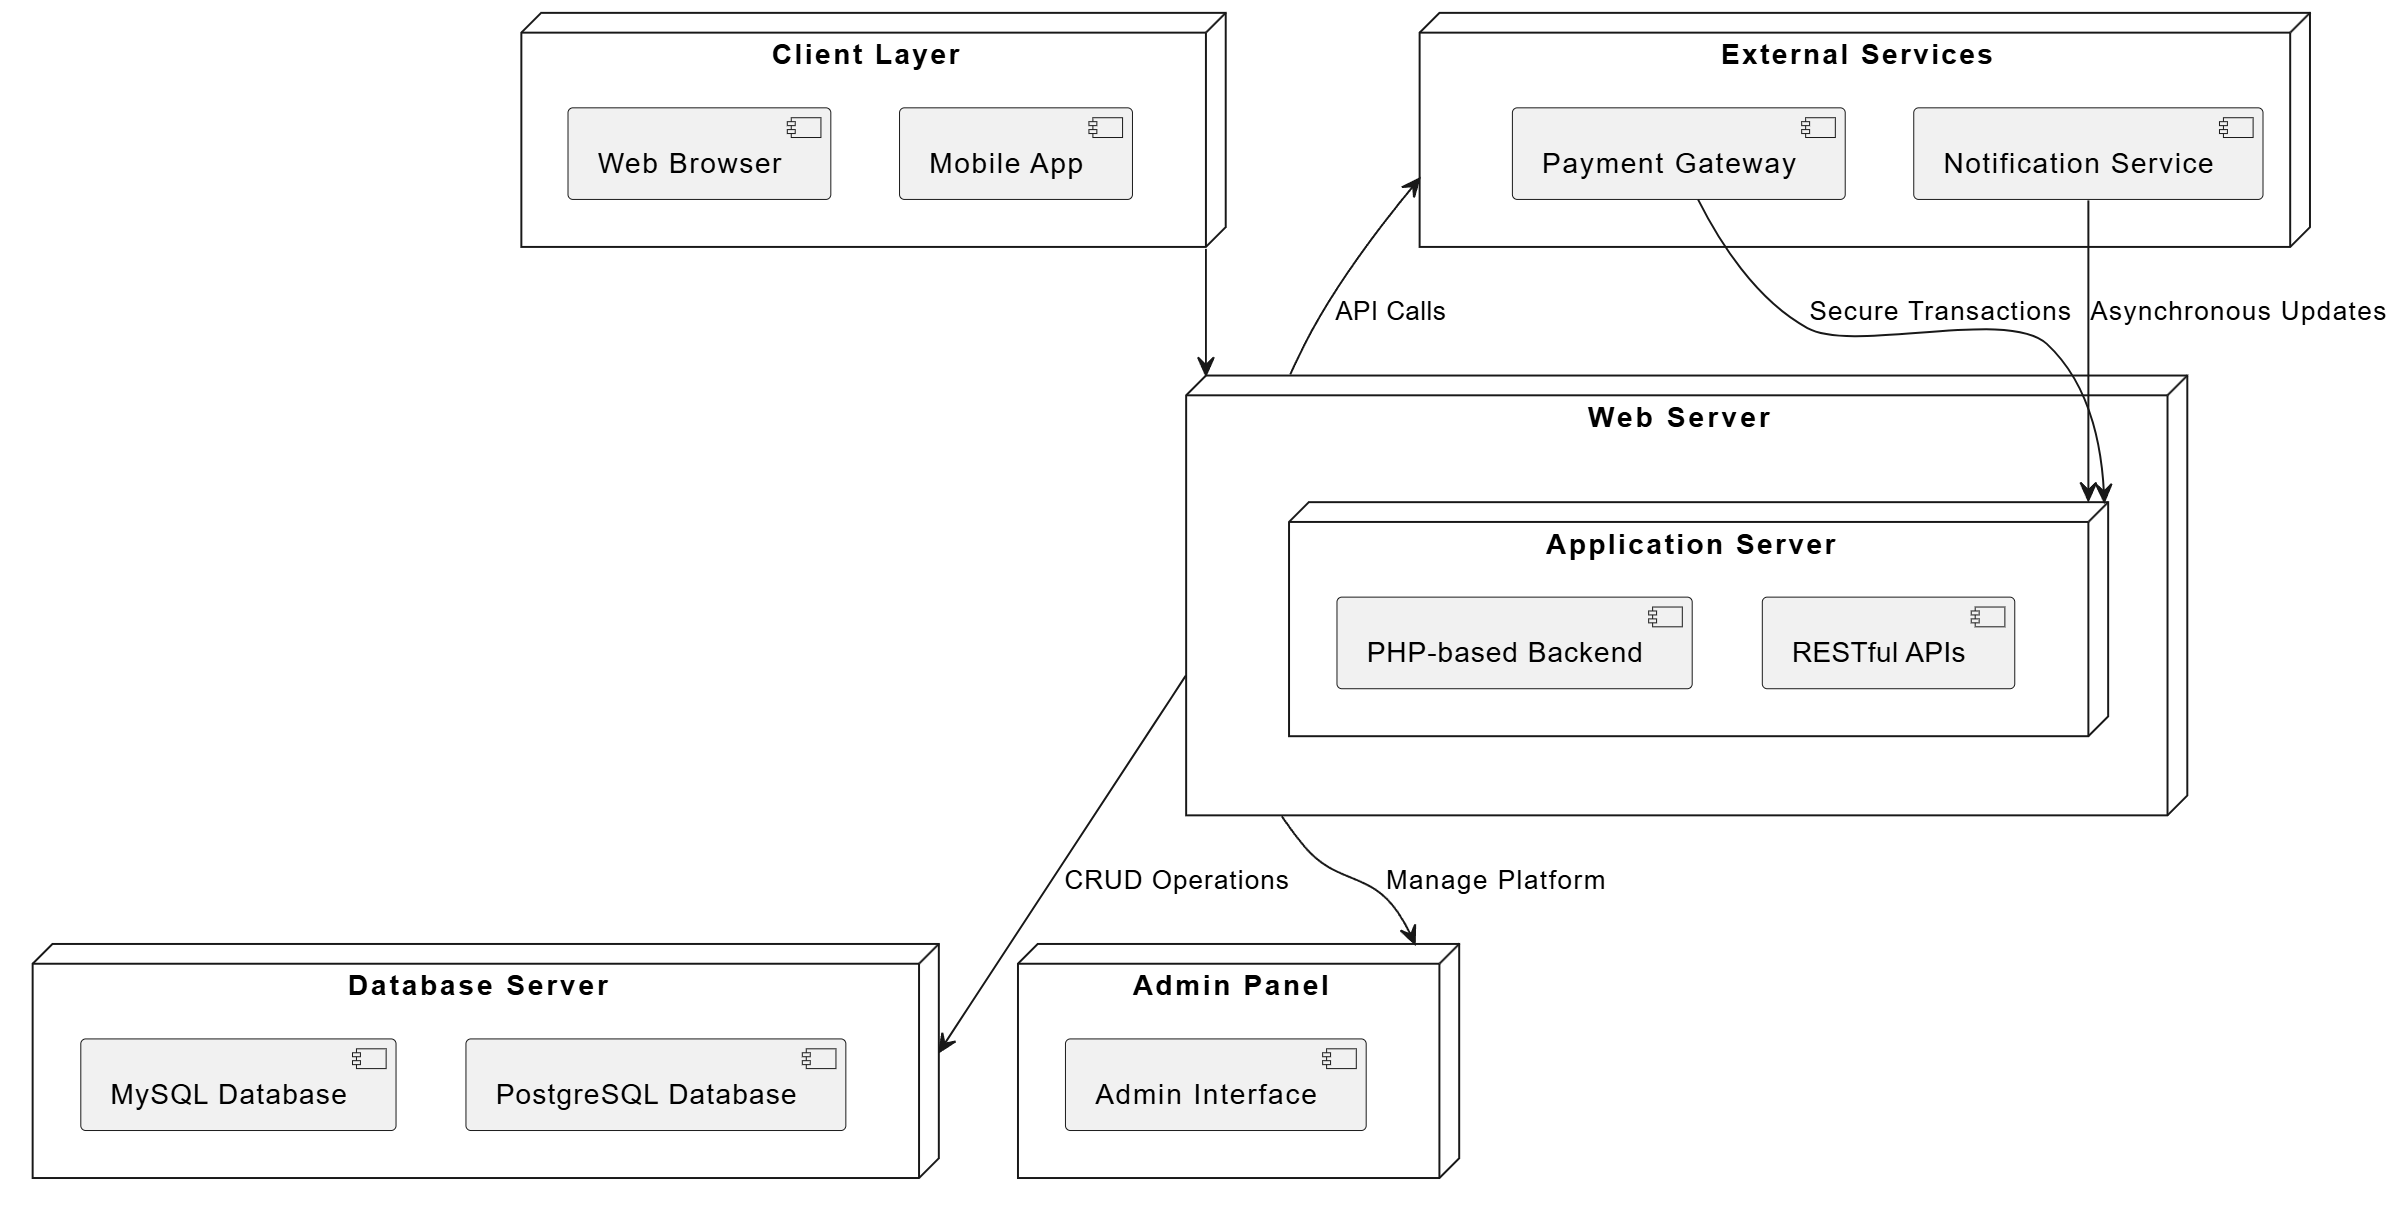 Client Layer
Web Browser
Mobile App
External Services
Payment Gateway
Notification Service
API Calls
Secure Transactions
Asynchronous Updates
Web Server
Application Server
PHP-based Backend
RESTful APIs
CRUD Operations
Manage Platform
Database Server
MySQL Database
PostgreSQL Database
Admin Panel
Admin Interface